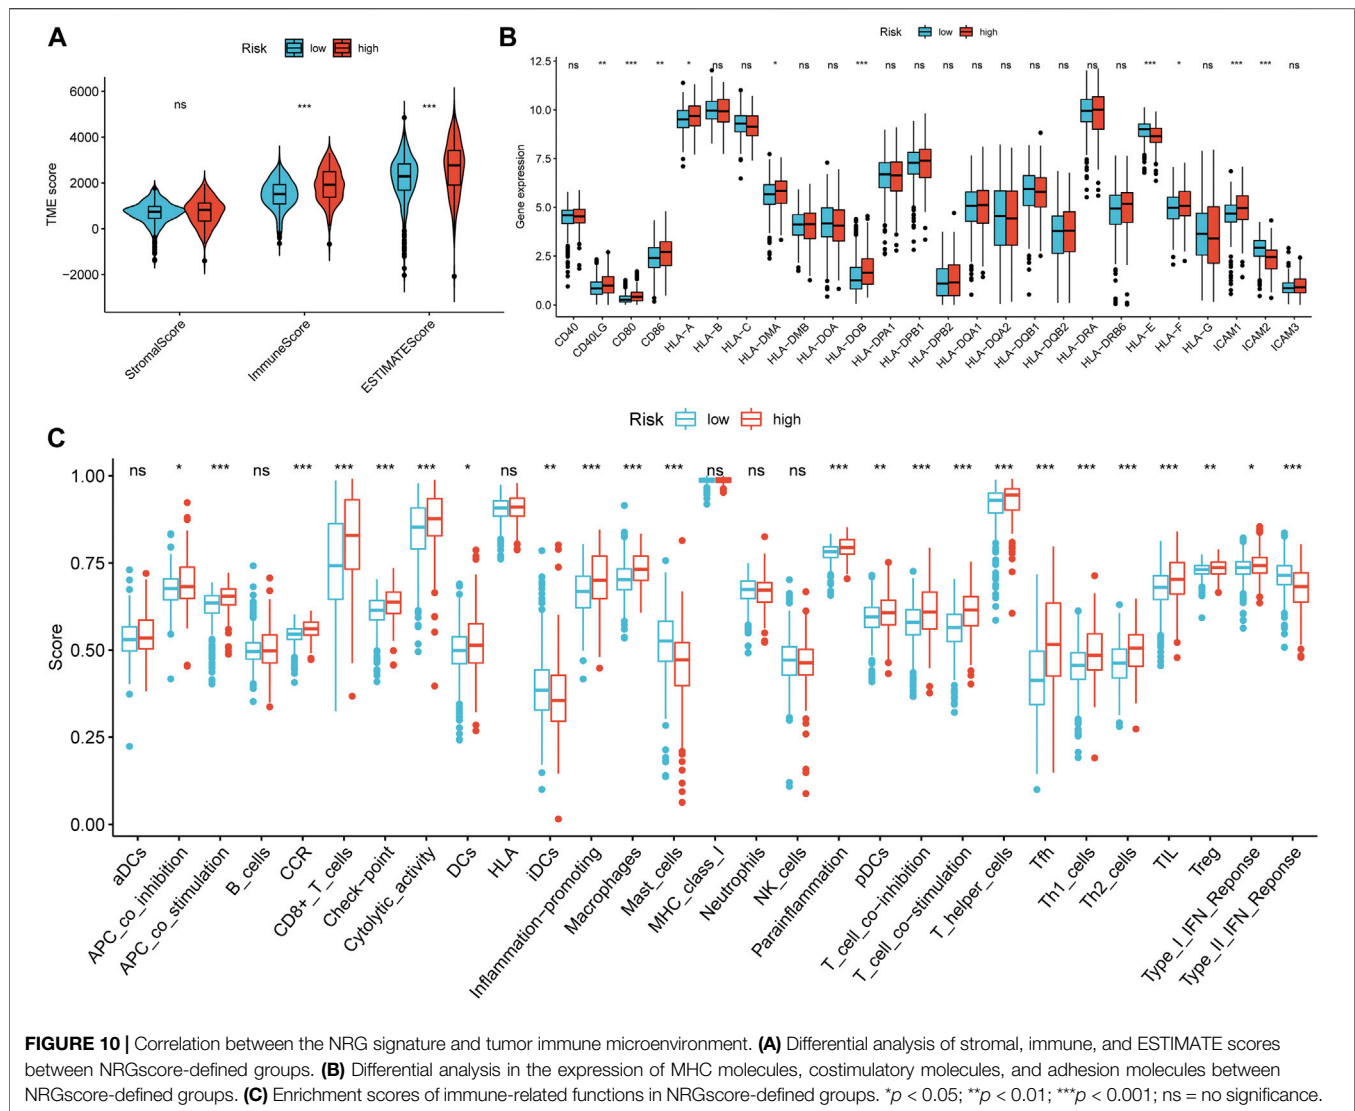 A
Risk low high
TME score
6000
4000
2000
0
−2000
ns *** ***
StromalScore
ImmuneScore
ESTIMATEScore
B
Risk low high
Gene expression
12.5
10.0
7.5
5.0
2.5
0.0
ns ** *** ** * ns ns * ns ns *** ns ns ns ns ns ns ns ns ns *** * ns *** *** ns
CD40
CD40LG
CD80
CD86
HLA−A
HLA−B
HLA−C
HLA−DMA
HLA−DMB
HLA−DOA
HLA−DOB
HLA−DPA1
HLA−DPB1
HLA−DPB2
HLA−DQA1
HLA−DQA2
HLA−DQB1
HLA−DQB2
HLA−DRA
HLA−DRB6
HLA−E
HLA−F
HLA−G
ICAM1
ICAM2
ICAM3
C
Risk low high
Score
1.00
0.75
0.50
0.25
0.00
ns * *** ns *** *** *** *** * ns ** *** *** *** ns ns ns *** ** *** *** *** *** *** *** *** ** * ***
aDCs
APC_co_inhibition
APC_co_stimulation
B_cells
CCR
CD8+_T_cells
Check−point
Cytolytic_activity
DCs
HLA
iDCs
Inflammation−promoting
Macrophages
Mast_cells
MHC_class_I
Neutrophils
NK_cells
Parainflammation
pDCs
T_cell_co−inhibition
T_cell_co−stimulation
T_helper_cells
Tfh
Th1_cells
Th2_cells
TIL
Treg
Type_I_IFN_Reponse
Type_II_IFN_Reponse
FIGURE 10 | Correlation between the NRG signature and tumor immune microenvironment. (A) Differential analysis of stromal, immune, and ESTIMATE scores
between NRGscore-defined groups. (B) Differential analysis in the expression of MHC molecules, costimulatory molecules, and adhesion molecules between
NRGscore-defined groups. (C) Enrichment scores of immune-related functions in NRGscore-defined groups. *p < 0.05; **p < 0.01; ***p < 0.001; ns = no significance.